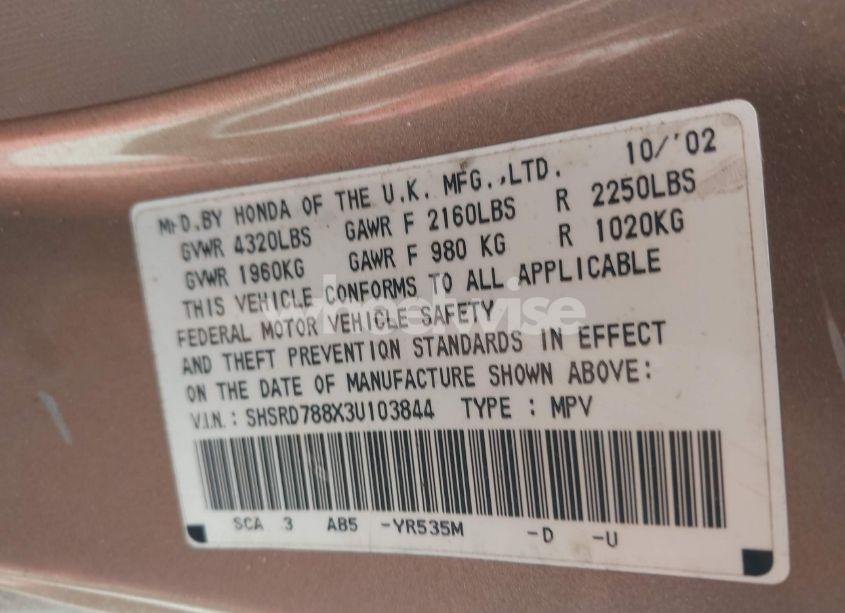 MFD.BY HONDA OF THE U.K. MFG.,LTD. 10/'02
GVWR 4320LBS GAWR F 2160LBS R 2250LBS
GVWR 1960KG GAWR F 980 KG R 1020KG
THIS VEHICLE CONFORMS TO ALL APPLICABLE
FEDERAL MOTOR VEHICLE SAFETY
AND THEFT PREVENTION STANDARDS IN EFFECT
ON THE DATE OF MANUFACTURE SHOWN ABOVE:
V.I.N.: SHSRD788X3U103844 TYPE : MPV
SCA 3 AB5 -YR535M -D -U
wheelwise